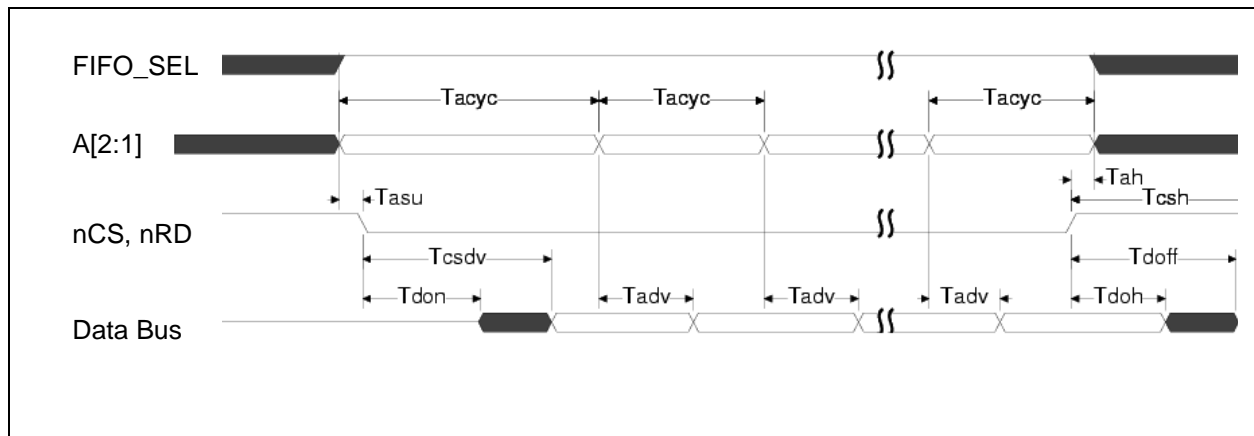 FIFO_SEL
Tacyc Tacyc Tacyc
A[2:1]
Tah
Tasu Tcsh
nCS, nRD
Tcsdv Tdoff
Tdon Tadv Tadv Tadv Tdoh
Data Bus